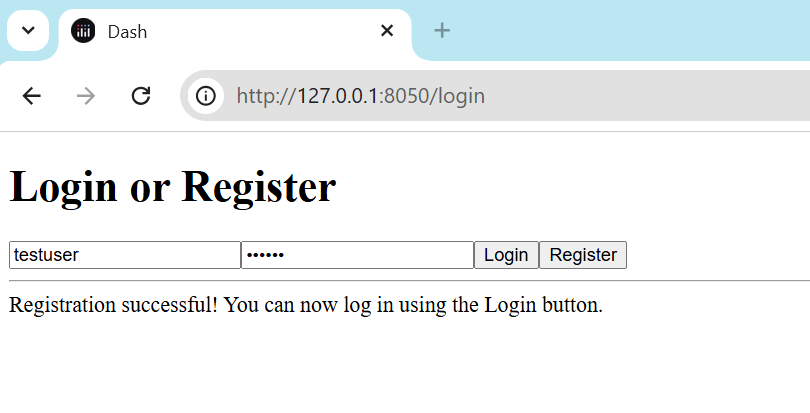 Dash
http://127.0.0.1:8050/login
Login or Register
testuser •••••• Login Register
Registration successful! You can now log in using the Login button.